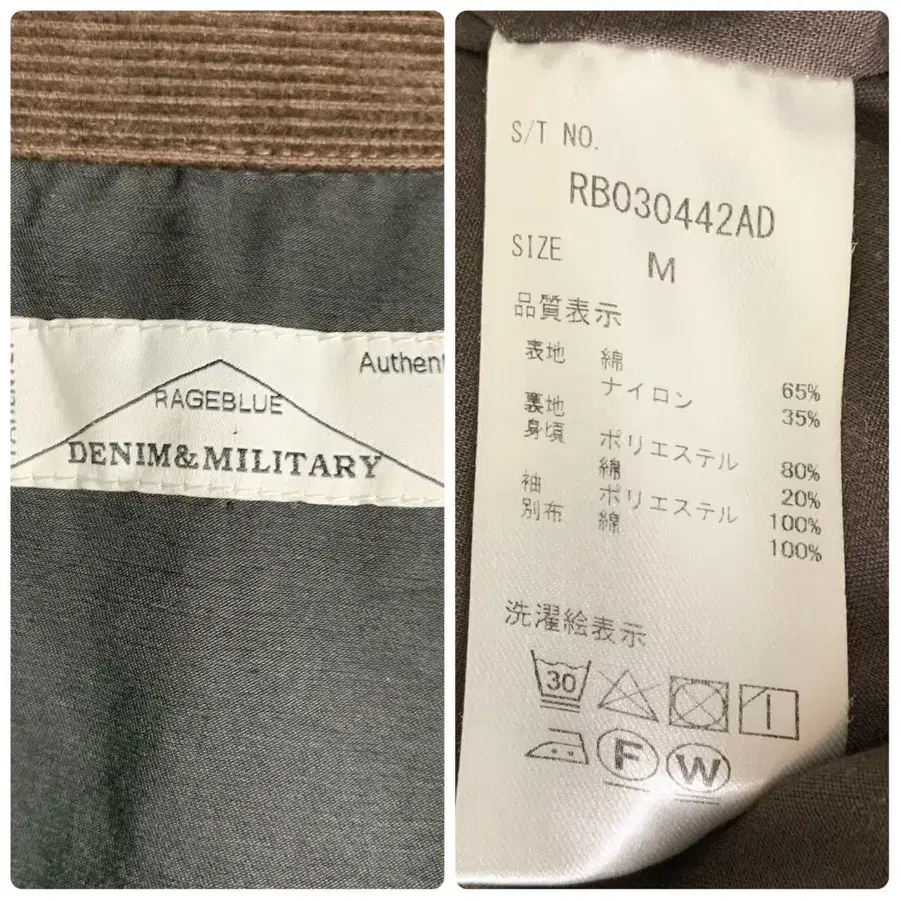 Authent
RAGEBLUE
DENIM&MILITARY
S/T NO.
RB030442AD
SIZE M
品質表示
表地 綿 65%
ナイロン 35%
裏地
身頃 ポリエステル 80%
綿 20%
袖 ポリエステル 100%
別布 綿 100%
洗濯絵表示
30
F W